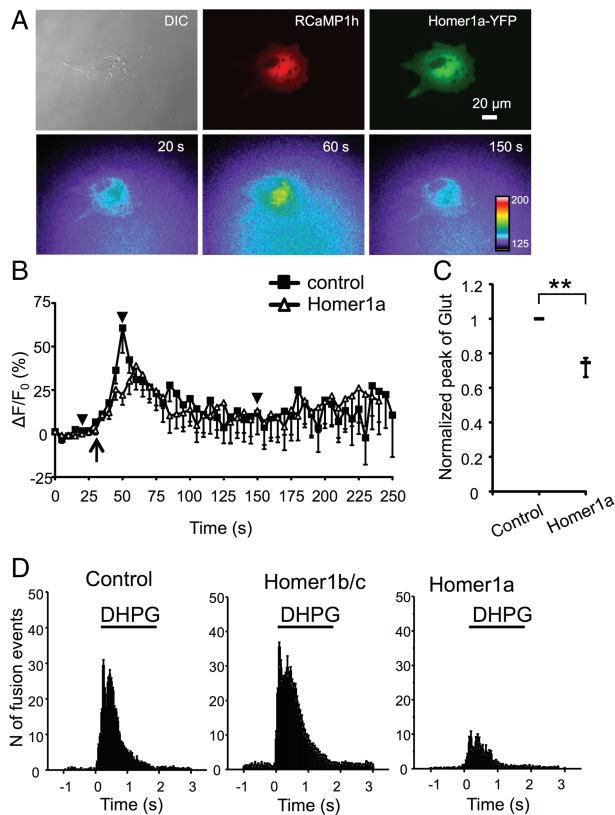 A
DIC
RCaMP1h
Homer1a-YFP
20 µm
20 s
60 s
150 s
200
125
B
control
Homer1a
ΔF/F0 (%)
75
50
25
0
-25
0 25 50 75 100 125 150 175 200 225 250
Time (s)
C
**
Normalized peak of Glut
1.2
1
0.8
0.6
0.4
0.2
0
Control
Homer1a
D
Control
Homer1b/c
Homer1a
DHPG
DHPG
DHPG
N of fusion events
50
40
30
20
10
0
50
40
30
20
10
0
50
40
30
20
10
0
-1 0 1 2 3
-1 0 1 2 3
-1 0 1 2 3
Time (s)
Time (s)
Time (s)